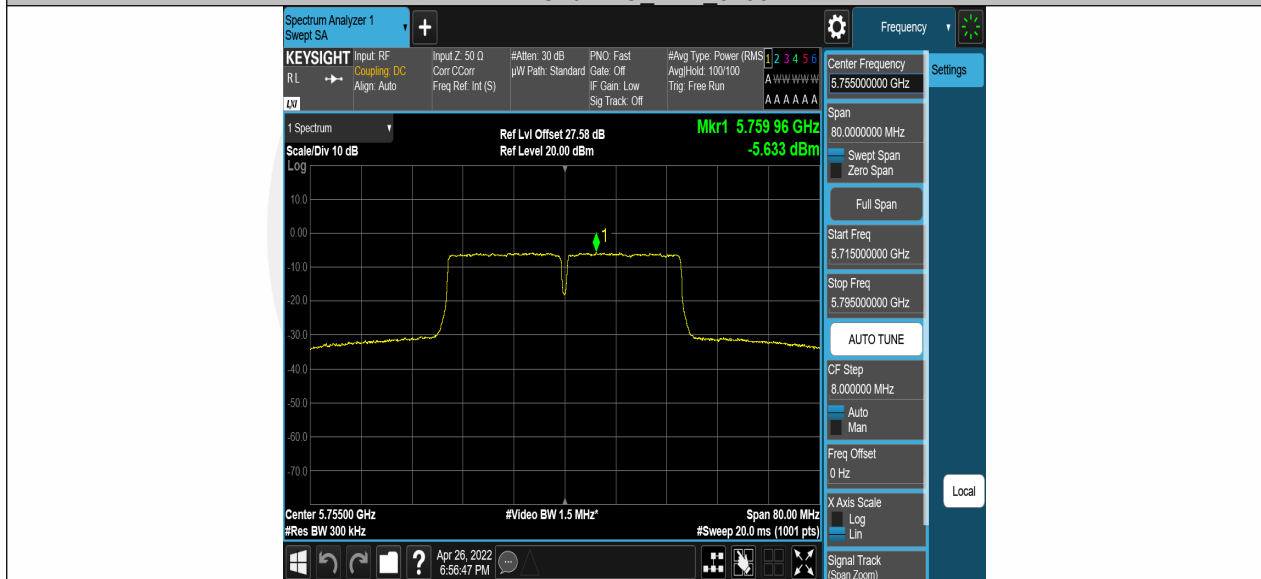 Spectrum Analyzer 1
Swept SA
+
Frequency
KEYSIGHT
RL
LXI
Input: RF
Coupling: DC
Align: Auto
Input Z: 50 Ω
Corr CCorr
Freq Ref: Int (S)
#Atten: 30 dB
µW Path: Standard
PNO: Fast
Gate: Off
IF Gain: Low
Sig Track: Off
#Avg Type: Power (RMS
Avg|Hold: 100/100
Trig: Free Run
1 2 3 4 5 6
A W W W W W
A A A A A A
1 Spectrum
Scale/Div 10 dB
Log
Ref Lvl Offset 27.58 dB
Ref Level 20.00 dBm
Mkr1 5.759 96 GHz
-5.633 dBm
10.0
0.00
-10.0
-20.0
-30.0
-40.0
-50.0
-60.0
-70.0
1
Center 5.75500 GHz
#Res BW 300 kHz
#Video BW 1.5 MHz*
Span 80.00 MHz
#Sweep 20.0 ms (1001 pts)
Apr 26, 2022
6:56:47 PM
Center Frequency
5.755000000 GHz
Span
80.0000000 MHz
Swept Span
Zero Span
Full Span
Start Freq
5.715000000 GHz
Stop Freq
5.795000000 GHz
AUTO TUNE
CF Step
8.000000 MHz
Auto
Man
Freq Offset
0 Hz
X Axis Scale
Log
Lin
Signal Track
(Span Zoom)
Settings
Local